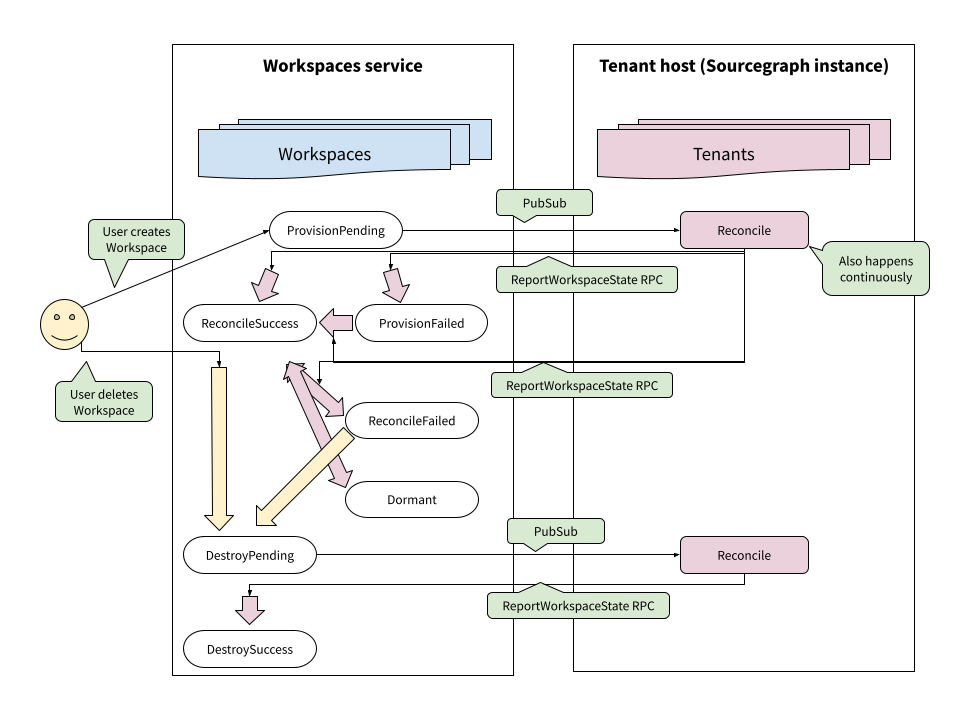 Workspaces service
Tenant host (Sourcegraph instance)
Workspaces
Tenants
PubSub
User creates
Workspace
ProvisionPending
Reconcile
Also happens
continuously
ReportWorkspaceState RPC
ReconcileSuccess
ProvisionFailed
ReportWorkspaceState RPC
User deletes
Workspace
ReconcileFailed
Dormant
PubSub
DestroyPending
Reconcile
ReportWorkspaceState RPC
DestroySuccess